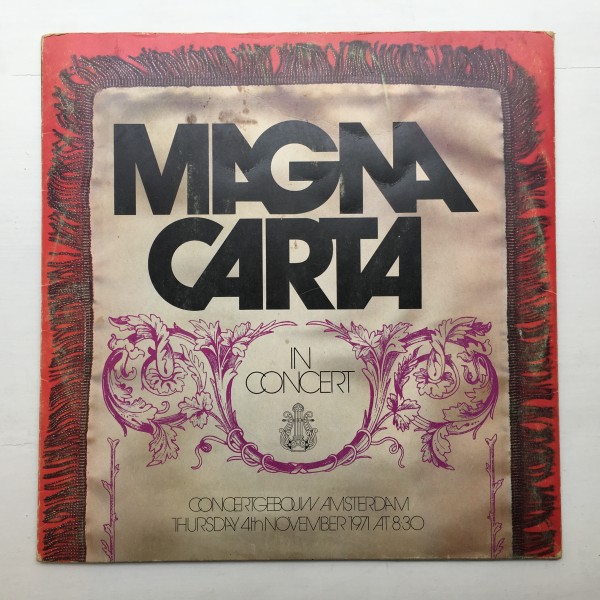 MAGNA
CARTA
IN
CONCERT
CONCERTGEBOUW AMSTERDAM
THURSDAY 4th NOVEMBER 1971 AT 8.30